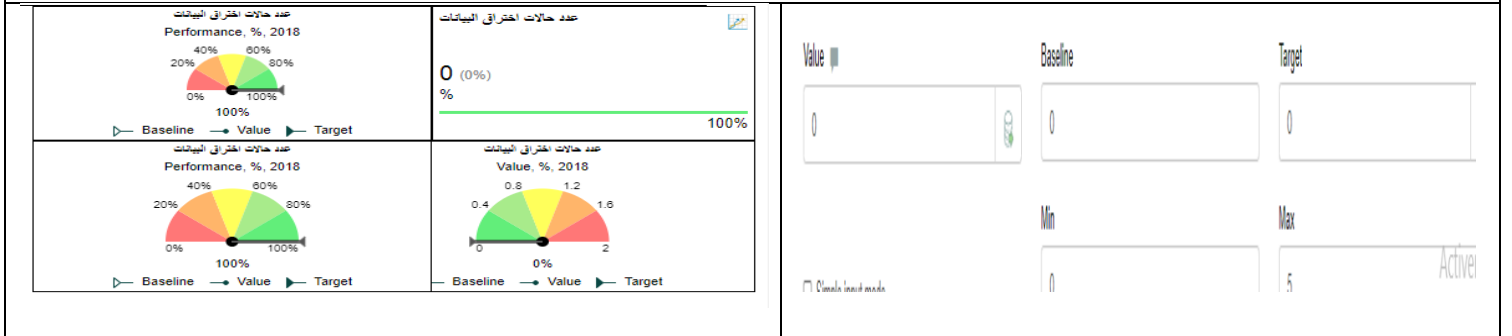 عدد حالات اختراق البيانات
Performance, %, 2018
40% 60%
20% 80%
0% 100%
100%
Baseline Value Target
عدد حالات اختراق البيانات
0 (0%)
%
100%
عدد حالات اختراق البيانات
Performance, %, 2018
40% 60%
20% 80%
0% 100%
100%
Baseline Value Target
عدد حالات اختراق البيانات
Value, %, 2018
0.8 1.2
0.4 1.6
0 2
0%
Baseline Value Target
Value Baseline Target
0 0 0
Min Max
0 5
Simple input mode